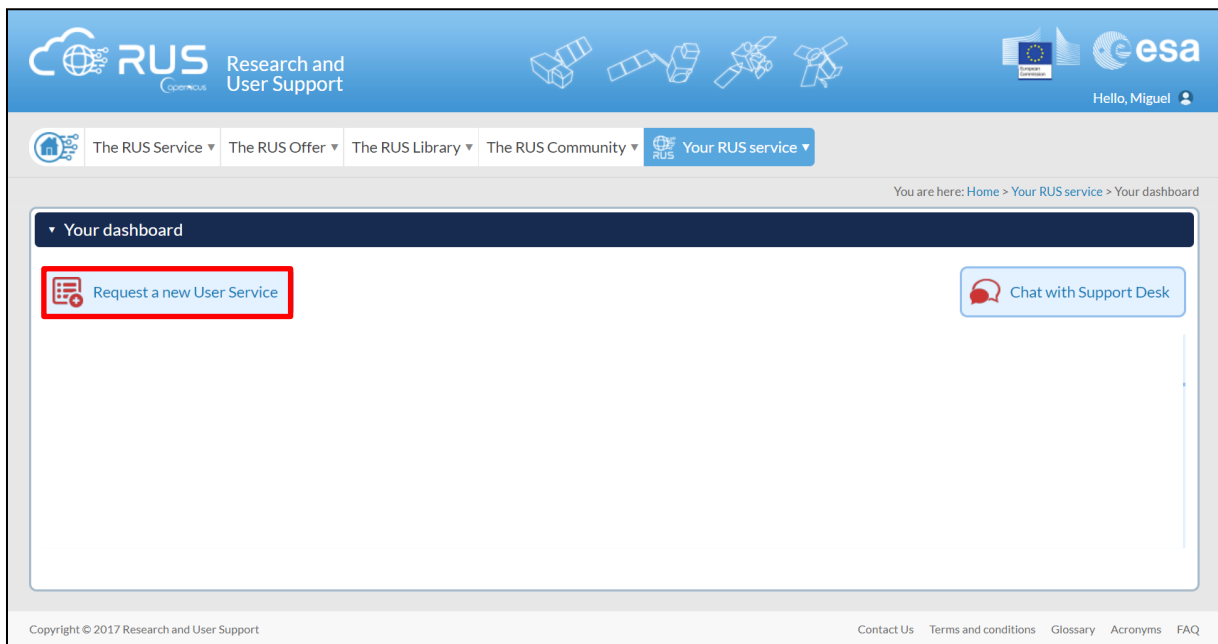 RUS
Copernicus
Research and
User Support
European
Commission
esa
Hello, Miguel
The RUS Service ▾ The RUS Offer ▾ The RUS Library ▾ The RUS Community ▾ RUS Your RUS service ▾
You are here: Home > Your RUS service > Your dashboard
▾ Your dashboard
Request a new User Service
Chat with Support Desk
Copyright © 2017 Research and User Support
Contact Us Terms and conditions Glossary Acronyms FAQ